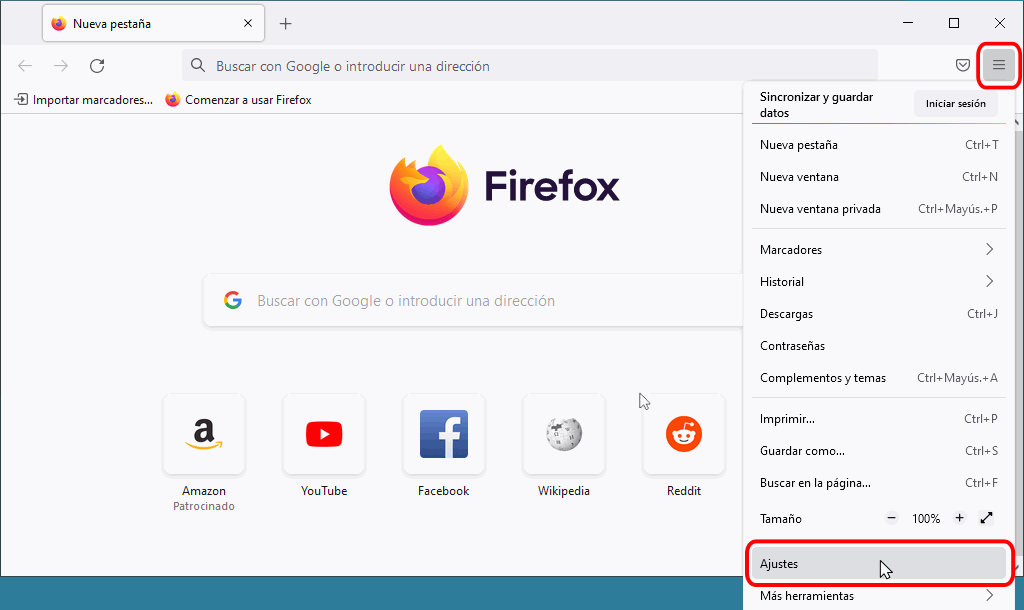 Nueva pestaña
Buscar con Google o introducir una dirección
Importar marcadores...
Comenzar a usar Firefox
Firefox
Buscar con Google o introducir una dirección
Amazon
Patrocinado
YouTube
Facebook
Wikipedia
Reddit
Sincronizar y guardar
datos
Iniciar sesión
Nueva pestaña Ctrl+T
Nueva ventana Ctrl+N
Nueva ventana privada Ctrl+Mayús.+P
Marcadores
Historial
Descargas Ctrl+J
Contraseñas
Complementos y temas Ctrl+Mayús.+A
Imprimir... Ctrl+P
Guardar como... Ctrl+S
Buscar en la página... Ctrl+F
Tamaño − 100% +
Ajustes
Más herramientas